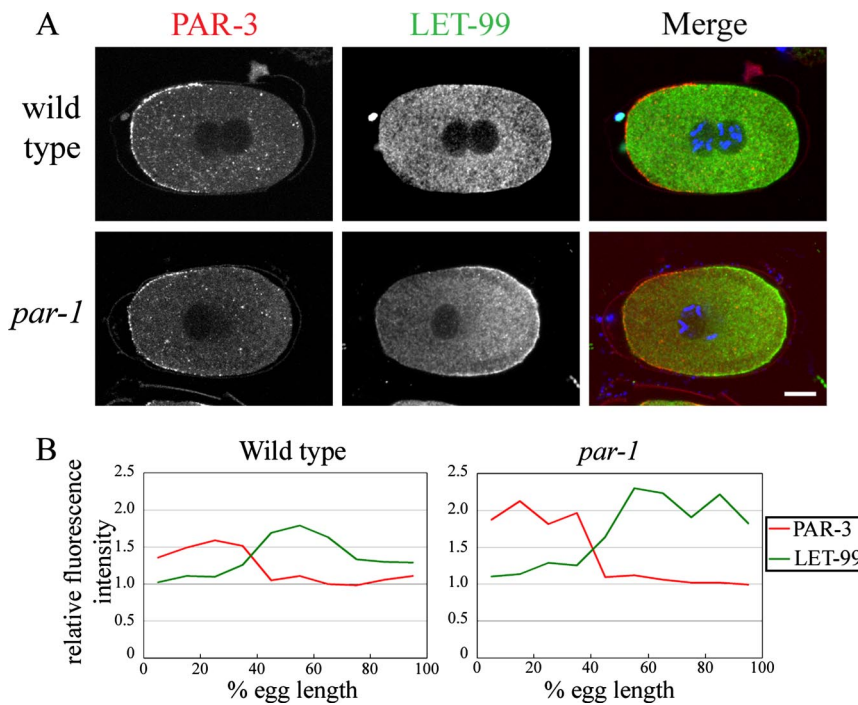 A
PAR-3
LET-99
Merge
wild
type
par-1
B
Wild type
par-1
relative fluorescence
intensity
2.5
2.0
1.5
1.0
0.5
0
0
20
40
60
80
100
% egg length
2.5
2.0
1.5
1.0
0.5
0
0
20
40
60
80
100
% egg length
PAR-3
LET-99